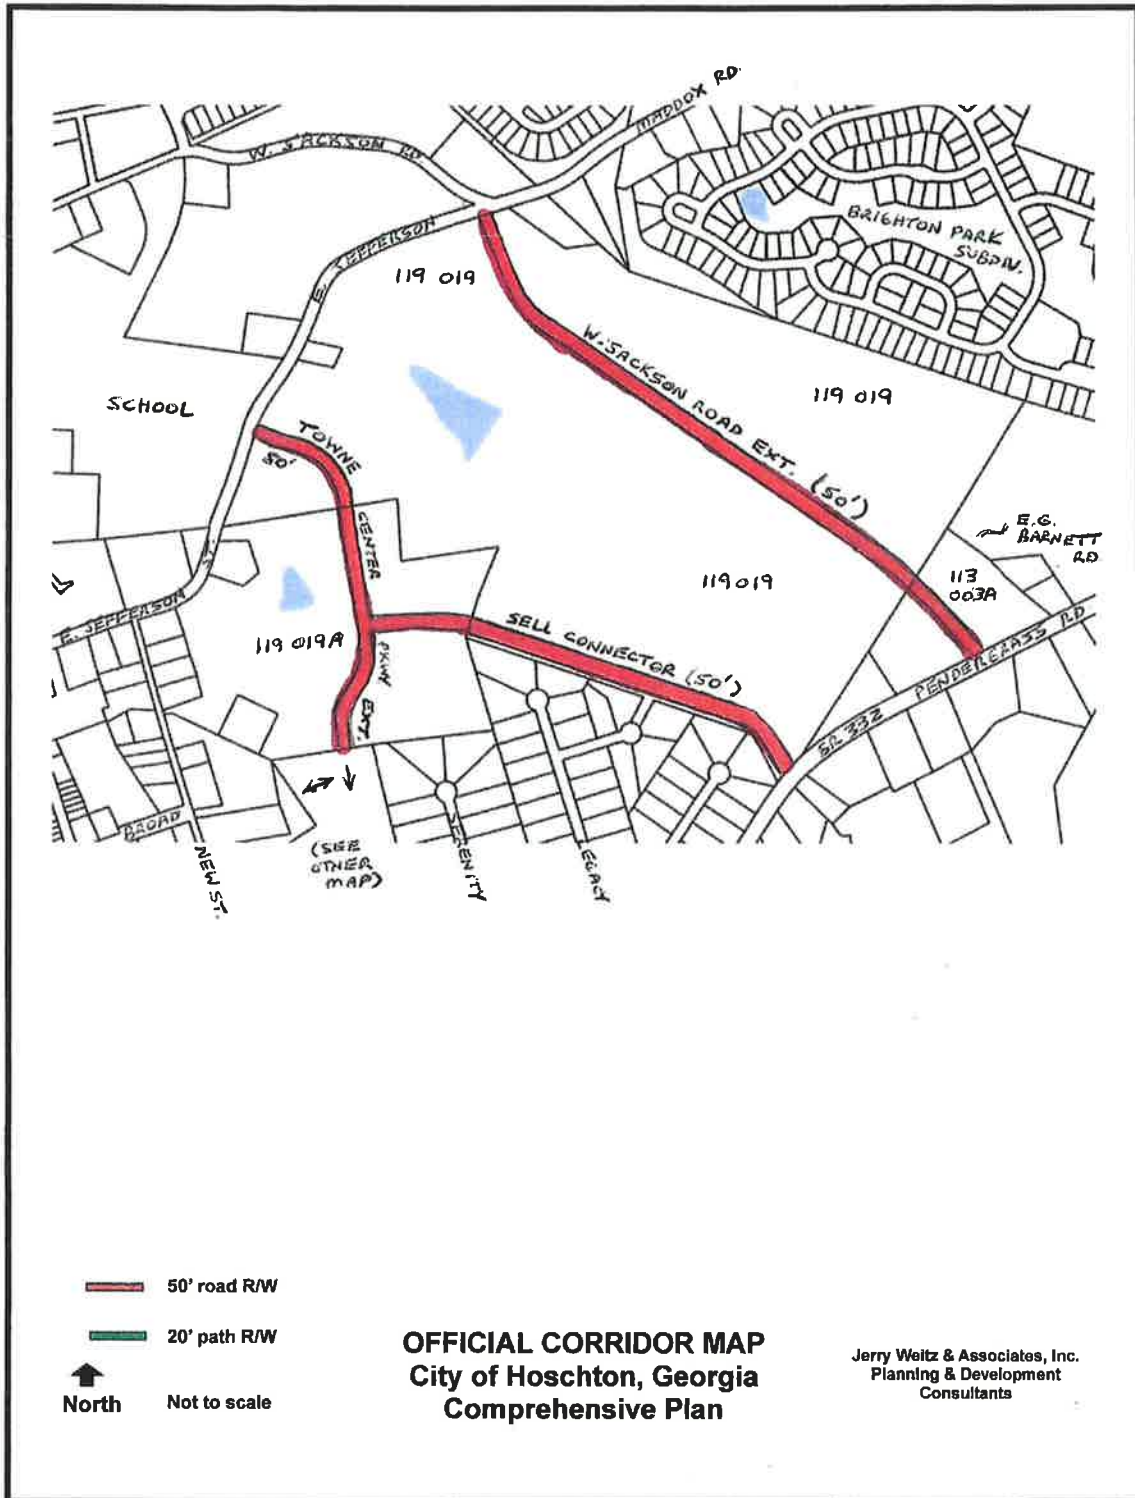 MADDOX RD.
W. JACKSON RD
E. JEFFERSON
BRIGHTON PARK
SUBDIV.
119 019
W. JACKSON ROAD EXT. (50')
119 019
SCHOOL
TOWNE
50'
CENTER
PKWY
EXT.
E.G.
BARNETT
RD
119 019
113
003A
ST.
E. JEFFERSON
119 019A
SELL CONNECTOR (50')
SR 332 PENDERGRASS RD
BROAD
NEW ST.
(SEE
OTHER
MAP)
SERENITY
LEGACY
50' road R/W
20' path R/W
North
Not to scale
OFFICIAL CORRIDOR MAP
City of Hoschton, Georgia
Comprehensive Plan
Jerry Weitz & Associates, Inc.
Planning & Development
Consultants